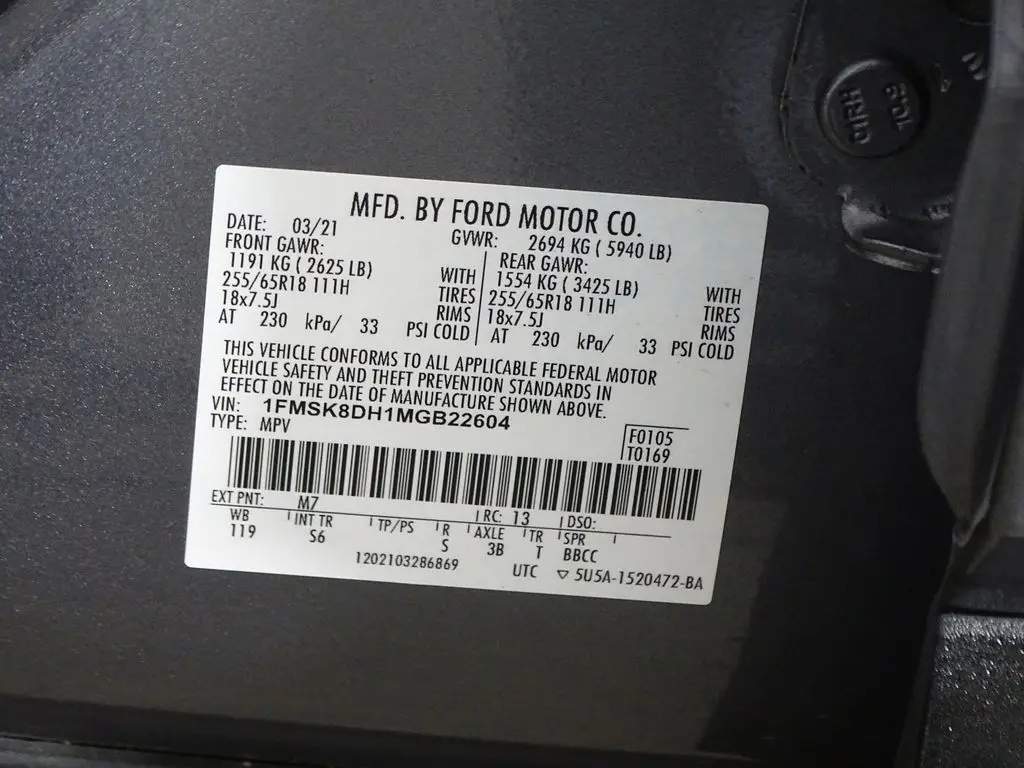 MFD. BY FORD MOTOR CO.
DATE: 03/21 GVWR: 2694 KG ( 5940 LB)
FRONT GAWR: REAR GAWR:
1191 KG ( 2625 LB) WITH 1554 KG ( 3425 LB) WITH
255/65R18 111H TIRES 255/65R18 111H TIRES
18x7.5J RIMS 18x7.5J RIMS
AT 230 kPa/ 33 PSI COLD AT 230 kPa/ 33 PSI COLD
THIS VEHICLE CONFORMS TO ALL APPLICABLE FEDERAL MOTOR
VEHICLE SAFETY AND THEFT PREVENTION STANDARDS IN
EFFECT ON THE DATE OF MANUFACTURE SHOWN ABOVE.
VIN: 1FMSK8DH1MGB22604
TYPE: MPV
F0105
T0169
EXT PNT: M7 RC: 13 DSO:
WB INT TR TP/PS R AXLE TR SPR
119 S6 S 3B T BBCC
1202103286869 UTC ▽ 5U5A-1520472-BA